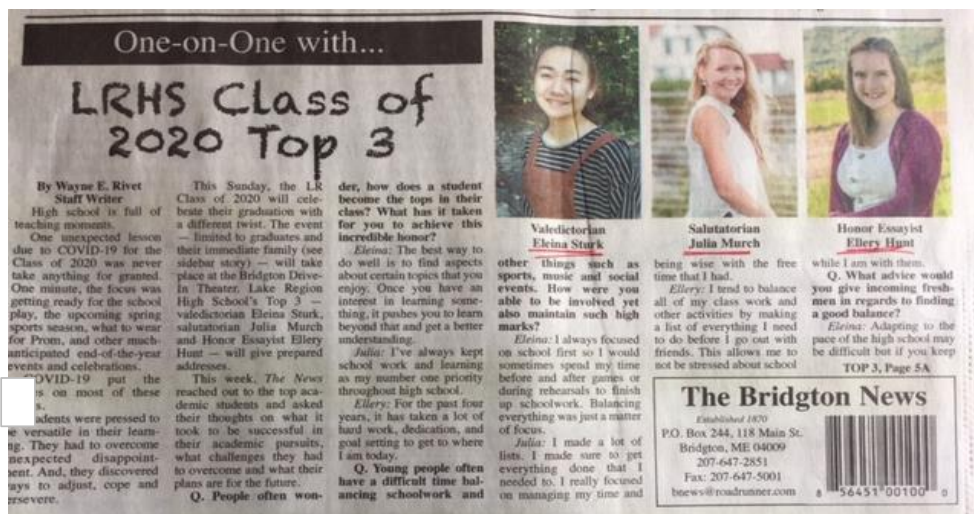 One-on-One with...
LRHS Class of
2020 Top 3
By Wayne E. Rivet
Staff Writer
High school is full of
teaching moments.
One unexpected lesson
due to COVID-19 for the
Class of 2020 was never
take anything for granted.
One minute, the focus was
getting ready for the school
play, the upcoming spring
sports season, what to wear
for Prom, and other much-
anticipated end-of-the-year
events and celebrations.
OVID-19 put the
on most of these
udents were pressed to
versatile in their learn-
ng. They had to overcome
nexpected disappoint-
ent. And, they discovered
ays to adjust, cope and
ersevere.
This Sunday, the LR
Class of 2020 will cele-
brate their graduation with
a different twist. The event
— limited to graduates and
their immediate family (see
sidebar story) — will take
place at the Bridgton Drive-
In Theater. Lake Region
High School's Top 3 —
valedictorian Eleina Sturk,
salutatorian Julia Murch
and Honor Essayist Ellery
Hunt — will give prepared
addresses.
This week, The News
reached out to the top aca-
demic students and asked
their thoughts on what it
took to be successful in
their academic pursuits,
what challenges they had
to overcome and what their
plans are for the future.
Q. People often won-
der, how does a student
become the tops in their
class? What has it taken
for you to achieve this
incredible honor?
Eleina: The best way to
do well is to find aspects
about certain topics that you
enjoy. Once you have an
interest in learning some-
thing, it pushes you to learn
beyond that and get a better
understanding.
Julia: I've always kept
school work and learning
as my number one priority
throughout high school.
Ellery: For the past four
years, it has taken a lot of
hard work, dedication, and
goal setting to get to where
I am today.
Q. Young people often
have a difficult time bal-
ancing schoolwork and
Valedictorian
Eleina Sturk
other things such as
sports, music and social
events. How were you
able to be involved yet
also maintain such high
marks?
Eleina: I always focused
on school first so I would
sometimes spend my time
before and after games or
during rehearsals to finish
up schoolwork. Balancing
everything was just a matter
of focus.
Julia: I made a lot of
lists. I made sure to get
everything done that I
needed to. I really focused
on managing my time and
Salutatorian
Julia Murch
being wise with the free
time that I had.
Ellery: I tend to balance
all of my class work and
other activities by making
a list of everything I need
to do before I go out with
friends. This allows me to
not be stressed about school
Honor Essayist
Ellery Hunt
while I am with them.
Q. What advice would
you give incoming fresh-
men in regards to finding
a good balance?
Eleina: Adapting to the
pace of the high school may
be difficult but if you keep
TOP 3, Page 5A
The Bridgton News
Established 1870
P.O. Box 244, 118 Main St.
Bridgton, ME 04009
207-647-2851
Fax: 207-647-5001
bnews@roadrunner.com
8 56451 00100 0